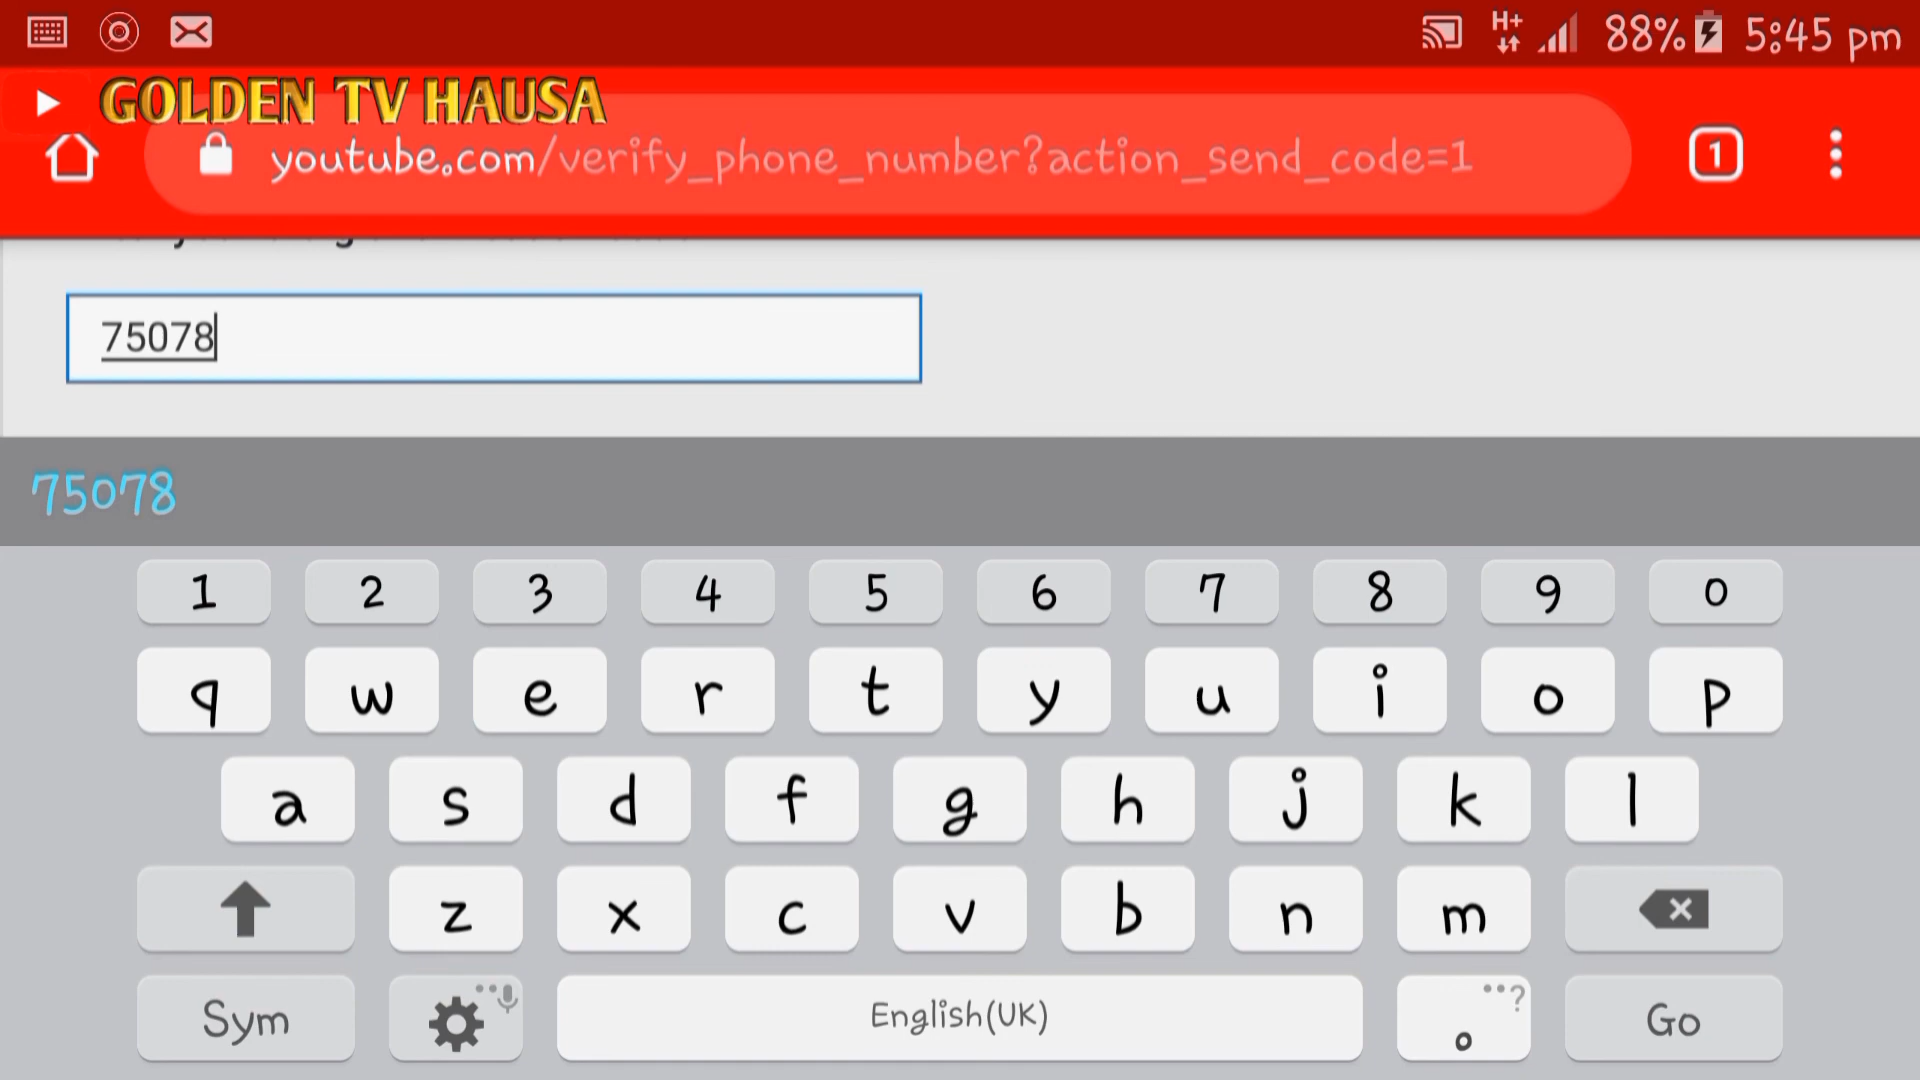 H+ 88% 5:45 pm
GOLDEN TV HAUSA
youtube.com/verify_phone_number?action_send_code=1
1
75078
75078
1 2 3 4 5 6 7 8 9 0
q w e r t y u i o p
a s d f g h j k l
z x c v b n m
Sym English(UK) . ..? Go